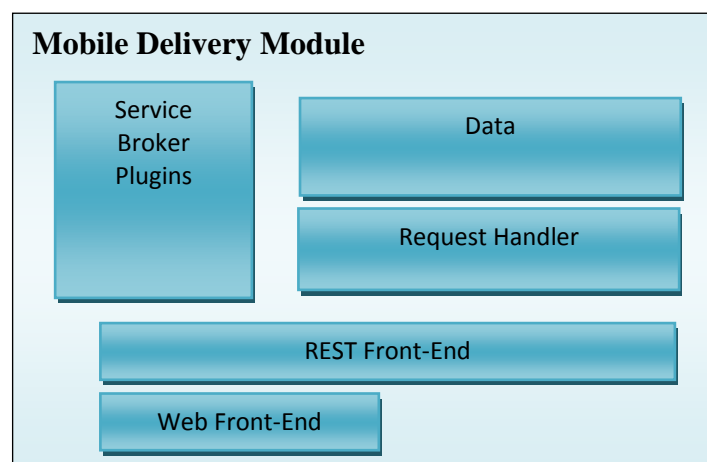 Mobile Delivery Module
Service
Broker
Plugins
Data
Request Handler
REST Front-End
Web Front-End